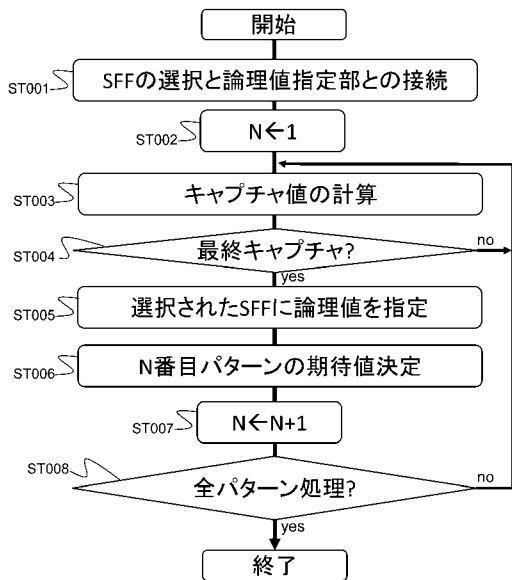 開始
ST001
SFFの選択と論理値指定部との接続
ST002
N←1
ST003
キャプチャ値の計算
ST004
最終キャプチャ?
no
yes
ST005
選択されたSFFに論理値を指定
ST006
N番目パターンの期待値決定
ST007
N←N+1
ST008
全パターン処理?
no
yes
終了